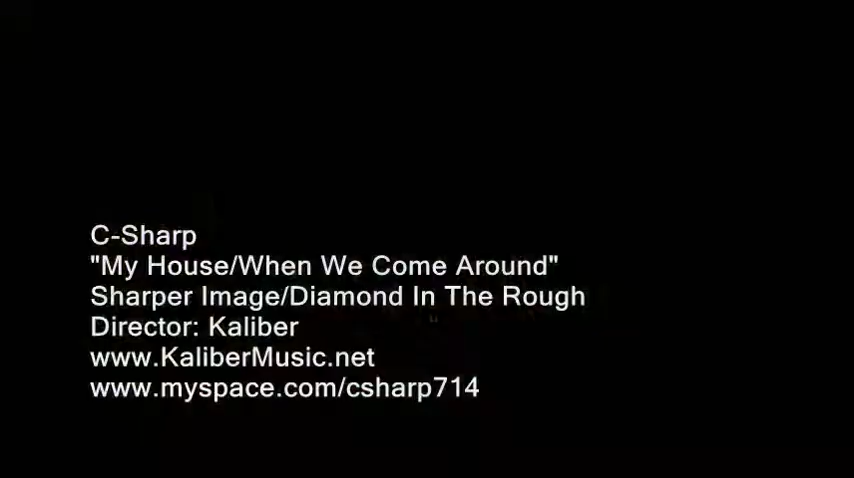 C-Sharp
"My House/When We Come Around"
Sharper Image/Diamond In The Rough
Director: Kaliber
www.KaliberMusic.net
www.myspace.com/csharp714